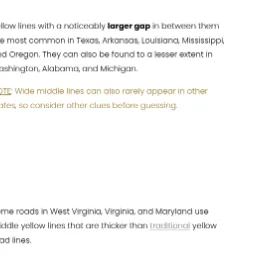 llow lines with a noticeably larger gap in between them
e most common in Texas, Arkansas, Louisiana, Mississippi,
nd Oregon. They can also be found to a lesser extent in
ashington, Alabama, and Michigan.
OTE: Wide middle lines can also rarely appear in other
ates, so consider other clues before guessing.
ome roads in West Virginia, Virginia, and Maryland use
iddle yellow lines that are thicker than traditional yellow
ad lines.